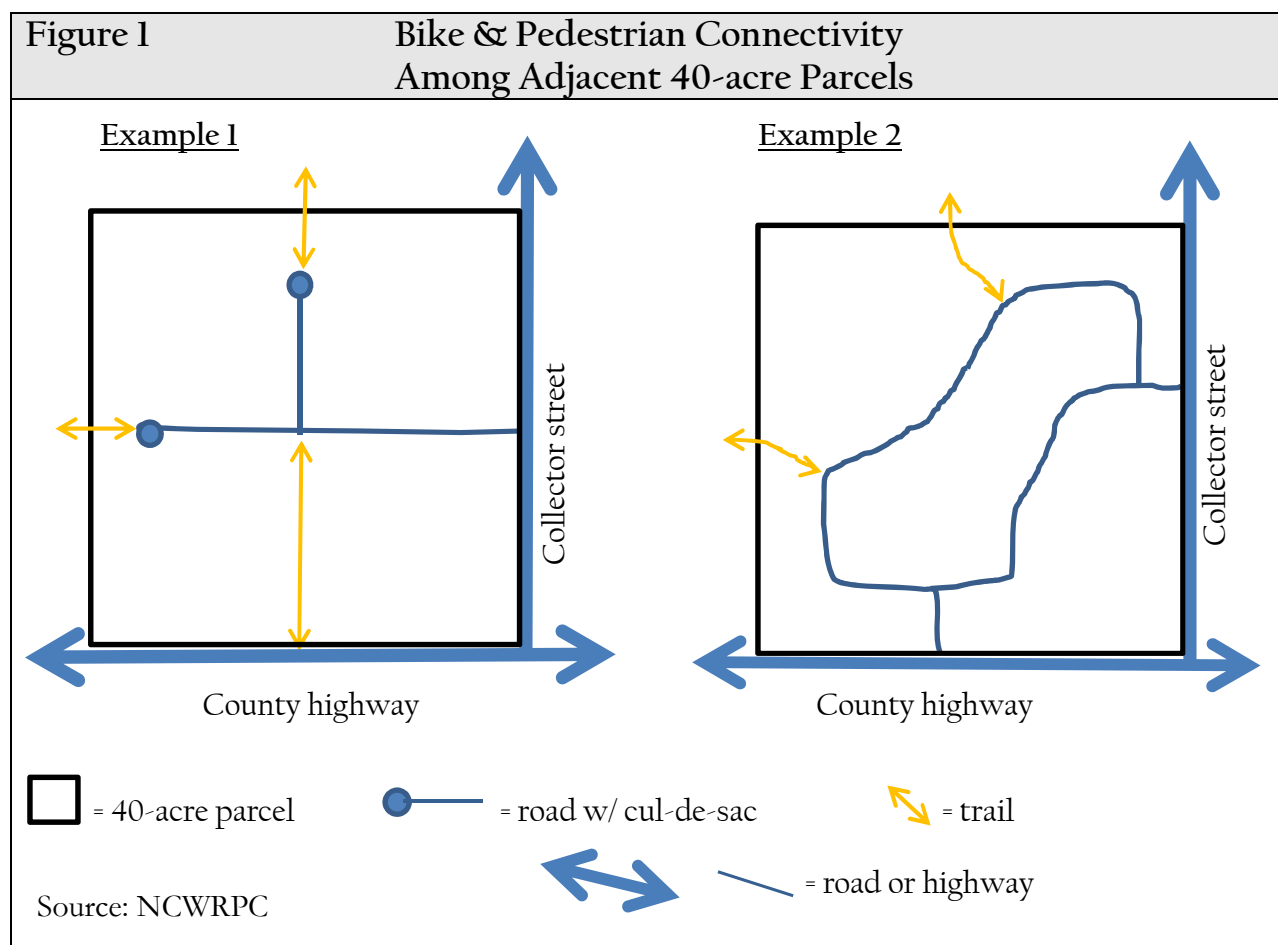 Figure 1 Bike & Pedestrian Connectivity
Among Adjacent 40-acre Parcels
Example 1
Example 2
Collector street
Collector street
County highway
County highway
= 40-acre parcel
= road w/ cul-de-sac
= trail
= road or highway
Source: NCWRPC